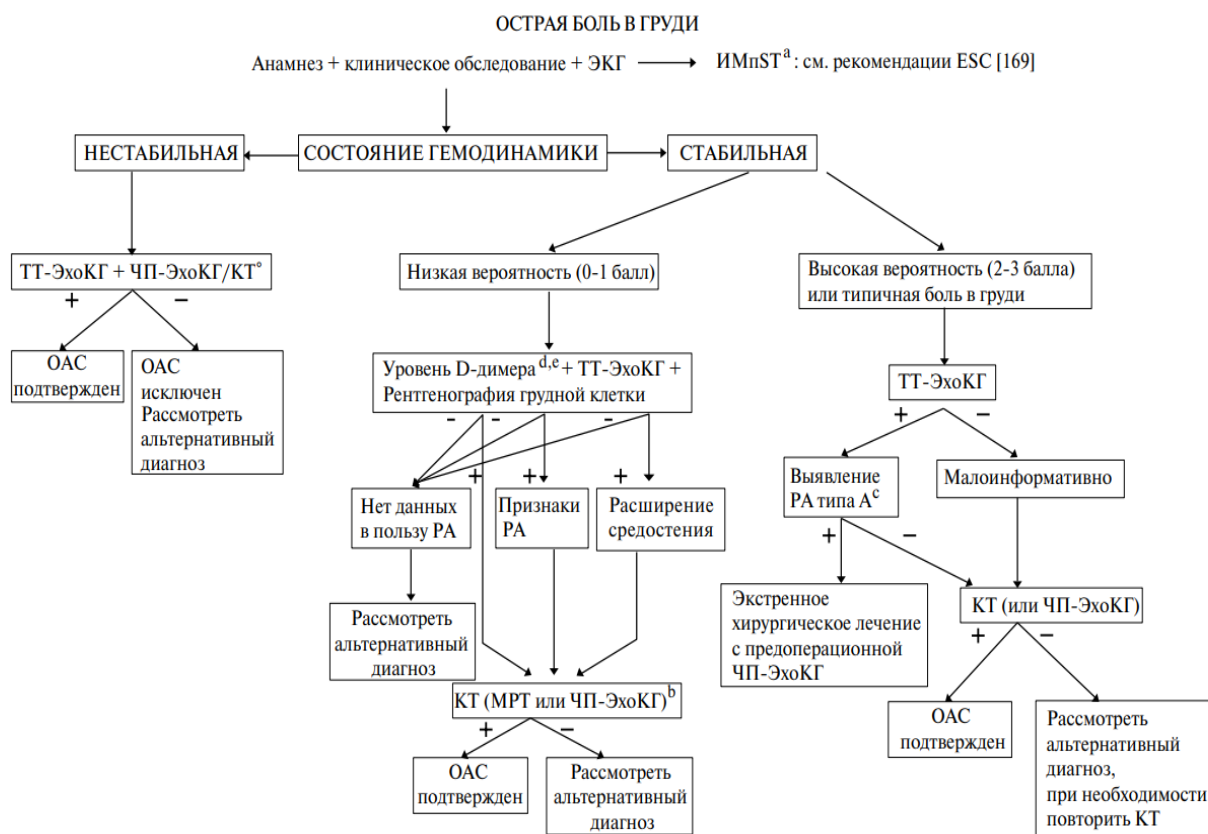 ОСТРАЯ БОЛЬ В ГРУДИ
Анамнез + клиническое обследование + ЭКГ
ИМпST a : см. рекомендации ESC [169]
НЕСТАБИЛЬНАЯ
СОСТОЯНИЕ ГЕМОДИНАМИКИ
СТАБИЛЬНАЯ
ТТ-ЭхоКГ + ЧП-ЭхоКГ/КТ°
+ −
ОАС
подтвержден
ОАС
исключен
Рассмотреть
альтернативный
диагноз
Низкая вероятность (0-1 балл)
Уровень D-димера d,e + ТТ-ЭхоКГ +
Рентгенография грудной клетки
- - -
+ + +
Нет данных
в пользу РА
Признаки
РА
Расширение
средостения
Рассмотреть
альтернативный
диагноз
КТ (МРТ или ЧП-ЭхоКГ) b
+ −
ОАС
подтвержден
Рассмотреть
альтернативный
диагноз
Высокая вероятность (2-3 балла)
или типичная боль в груди
ТТ-ЭхоКГ
+ −
Выявление
РА типа А c
Малоинформативно
+ −
Экстренное
хирургическое лечение
с предоперационной
ЧП-ЭхоКГ
КТ (или ЧП-ЭхоКГ)
+ −
ОАС
подтвержден
Рассмотреть
альтернативный
диагноз,
при необходимости
повторить КТ